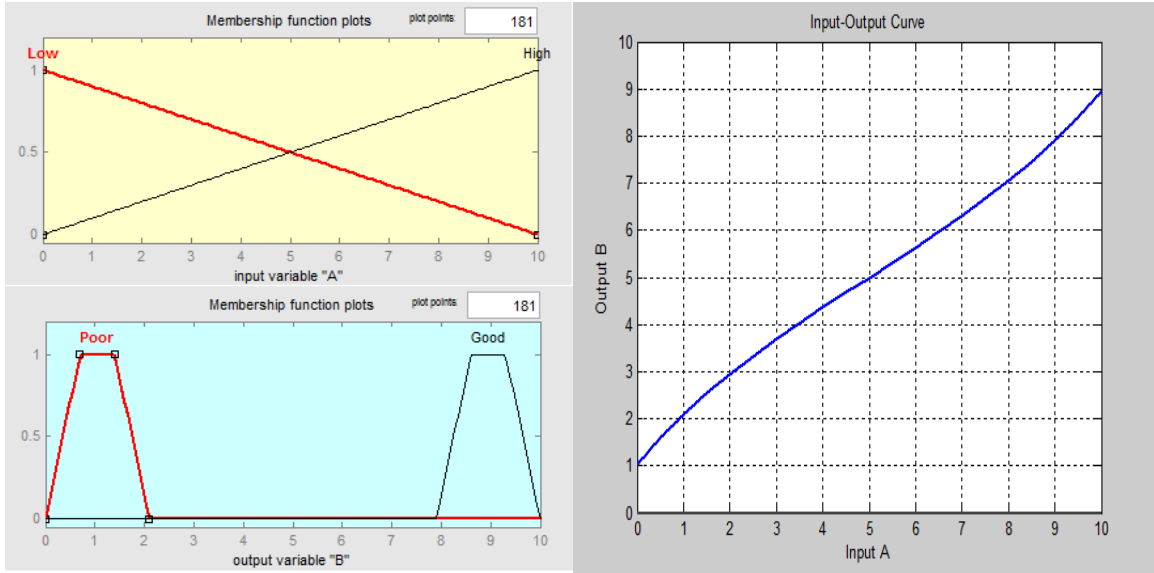 Membership function plots plot points: 181
Low High
1
0.5
0
0 1 2 3 4 5 6 7 8 9 10
input variable "A"
Membership function plots plot points: 181
Poor Good
1
0.5
0
0 1 2 3 4 5 6 7 8 9 10
output variable "B"
Input-Output Curve
10
9
8
7
6
5
4
3
2
1
0
Output B
0 1 2 3 4 5 6 7 8 9 10
Input A